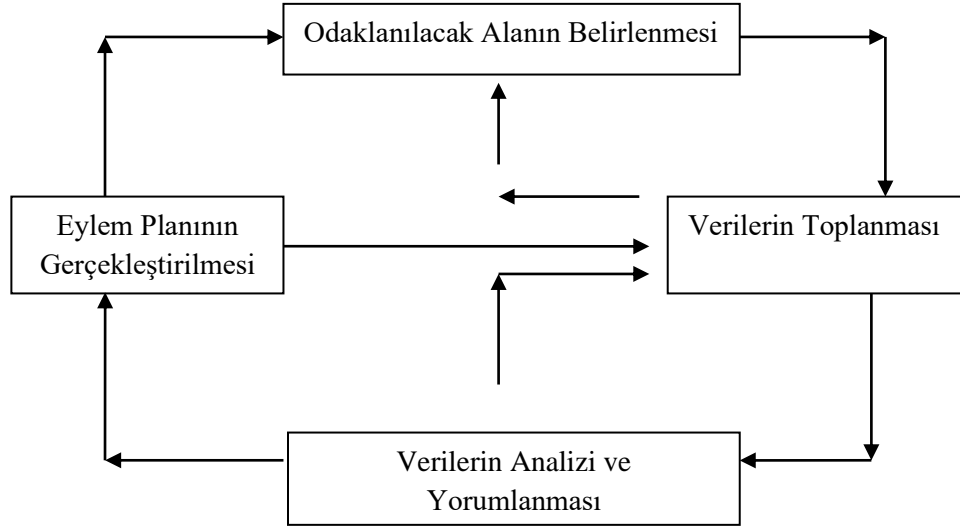 Odaklanılacak Alanın Belirlenmesi
Eylem Planının
Gerçekleştirilmesi
Verilerin Toplanması
Verilerin Analizi ve
Yorumlanması